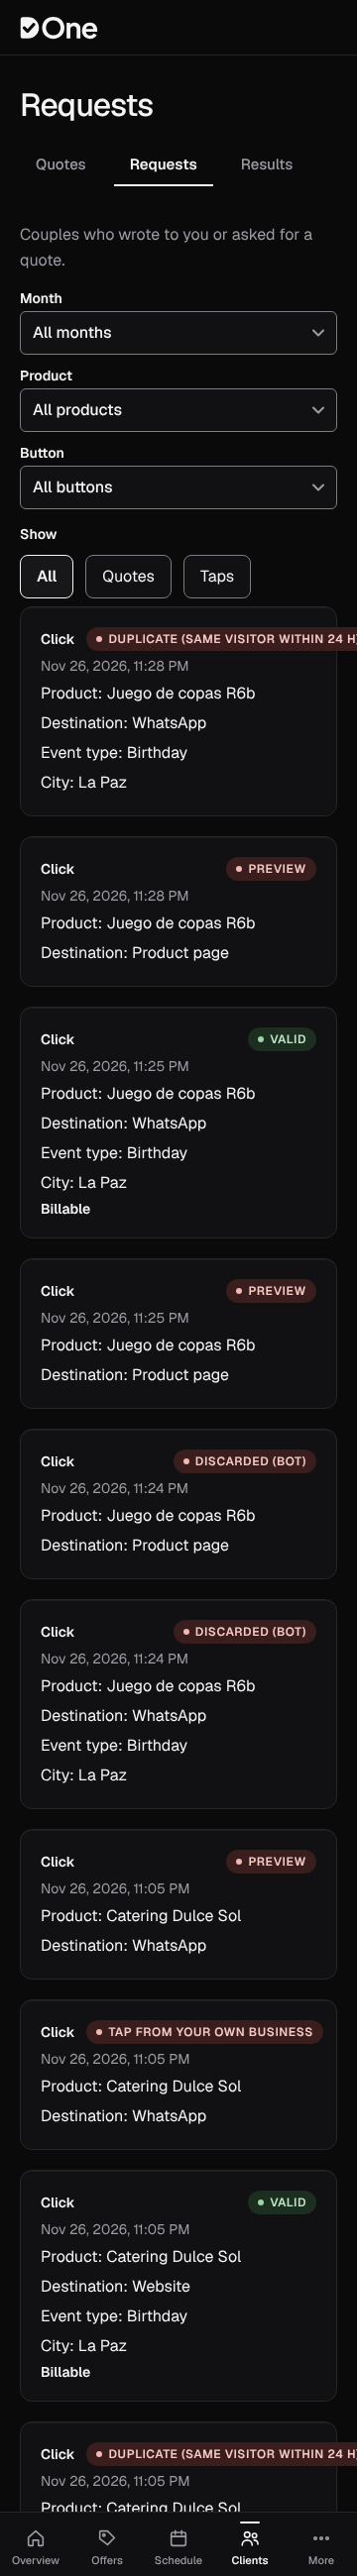 One
Requests
Quotes Requests Results
Couples who wrote to you or asked for a
quote.
Month
All months
Product
All products
Button
All buttons
Show
All Quotes Taps
Click DUPLICATE (SAME VISITOR WITHIN 24 H
Nov 26, 2026, 11:28 PM
Product: Juego de copas R6b
Destination: WhatsApp
Event type: Birthday
City: La Paz
Click PREVIEW
Nov 26, 2026, 11:28 PM
Product: Juego de copas R6b
Destination: Product page
Click VALID
Nov 26, 2026, 11:25 PM
Product: Juego de copas R6b
Destination: WhatsApp
Event type: Birthday
City: La Paz
Billable
Click PREVIEW
Nov 26, 2026, 11:25 PM
Product: Juego de copas R6b
Destination: Product page
Click DISCARDED (BOT)
Nov 26, 2026, 11:24 PM
Product: Juego de copas R6b
Destination: Product page
Click DISCARDED (BOT)
Nov 26, 2026, 11:24 PM
Product: Juego de copas R6b
Destination: WhatsApp
Event type: Birthday
City: La Paz
Click PREVIEW
Nov 26, 2026, 11:05 PM
Product: Catering Dulce Sol
Destination: WhatsApp
Click TAP FROM YOUR OWN BUSINESS
Nov 26, 2026, 11:05 PM
Product: Catering Dulce Sol
Destination: WhatsApp
Click VALID
Nov 26, 2026, 11:05 PM
Product: Catering Dulce Sol
Destination: Website
Event type: Birthday
City: La Paz
Billable
Click DUPLICATE (SAME VISITOR WITHIN 24 H
Nov 26, 2026, 11:05 PM
Product: Catering Dulce Sol
Overview Offers Schedule Clients More